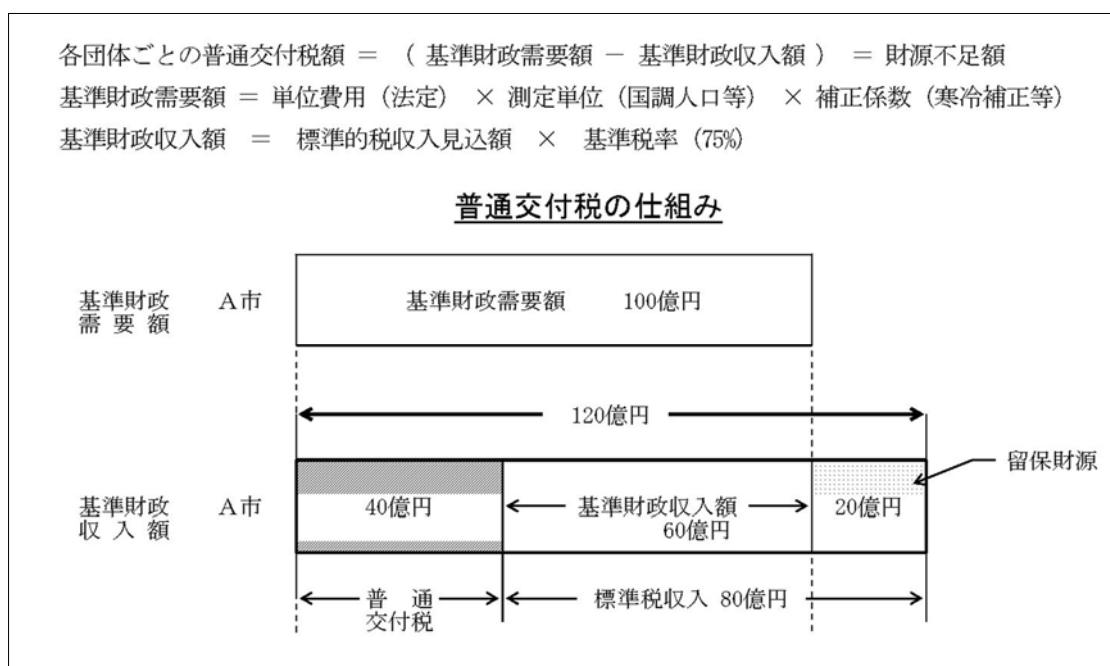 各団体ごとの普通交付税額 ＝ （ 基準財政需要額 － 基準財政収入額 ） ＝ 財源不足額
基準財政需要額 ＝ 単位費用（法定） × 測定単位（国調人口等） × 補正係数（寒冷補正等）
基準財政収入額 ＝ 標準的税収入見込額 × 基準税率（75%）
普通交付税の仕組み
基準財政
需 要 額
Ａ市
基準財政需要額 100億円
120億円
留保財源
基準財政
収 入 額
Ａ市
40億円
基準財政収入額
60億円
20億円
普 通
交付税
標準税収入 80億円